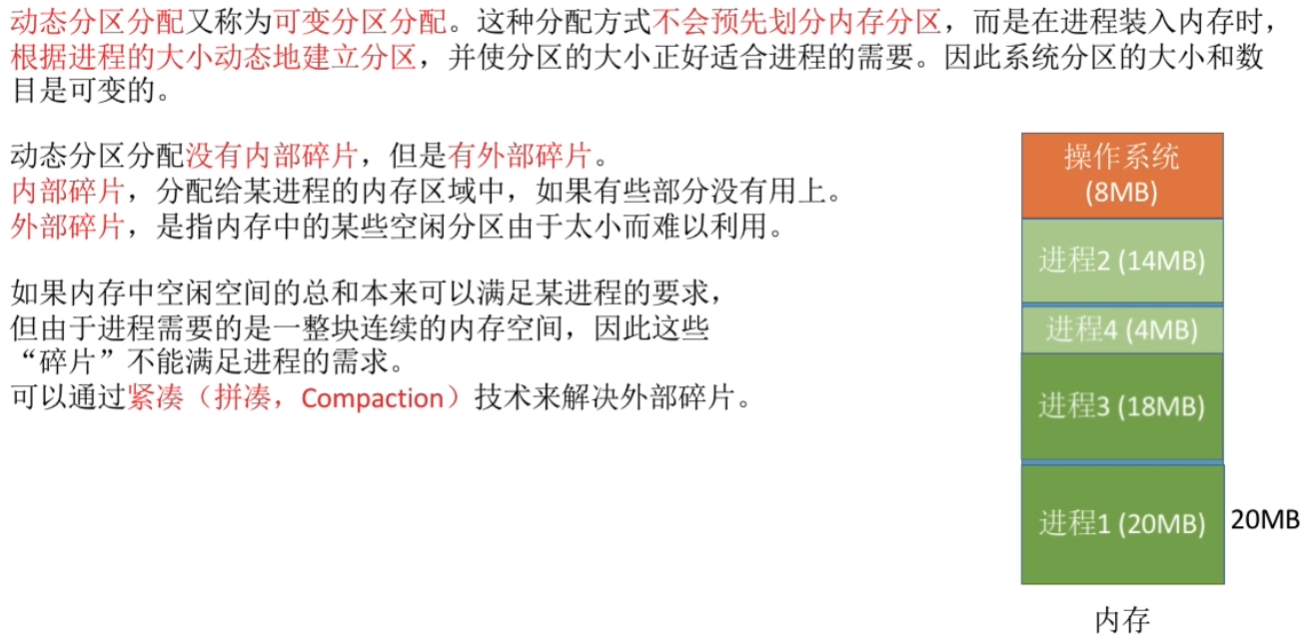 动态分区分配又称为可变分区分配。这种分配方式不会预先划分内存分区，而是在进程装入内存时，
根据进程的大小动态地建立分区，并使分区的大小正好适合进程的需要。因此系统分区的大小和数
目是可变的。
动态分区分配没有内部碎片，但是有外部碎片。
内部碎片，分配给某进程的内存区域中，如果有些部分没有用上。
外部碎片，是指内存中的某些空闲分区由于太小而难以利用。
如果内存中空闲空间的总和本来可以满足某进程的要求，
但由于进程需要的是一整块连续的内存空间，因此这些
“碎片”不能满足进程的需求。
可以通过紧凑（拼凑，Compaction）技术来解决外部碎片。
操作系统
(8MB)
进程2 (14MB)
进程4 (4MB)
进程3 (18MB)
进程1 (20MB)
20MB
内存